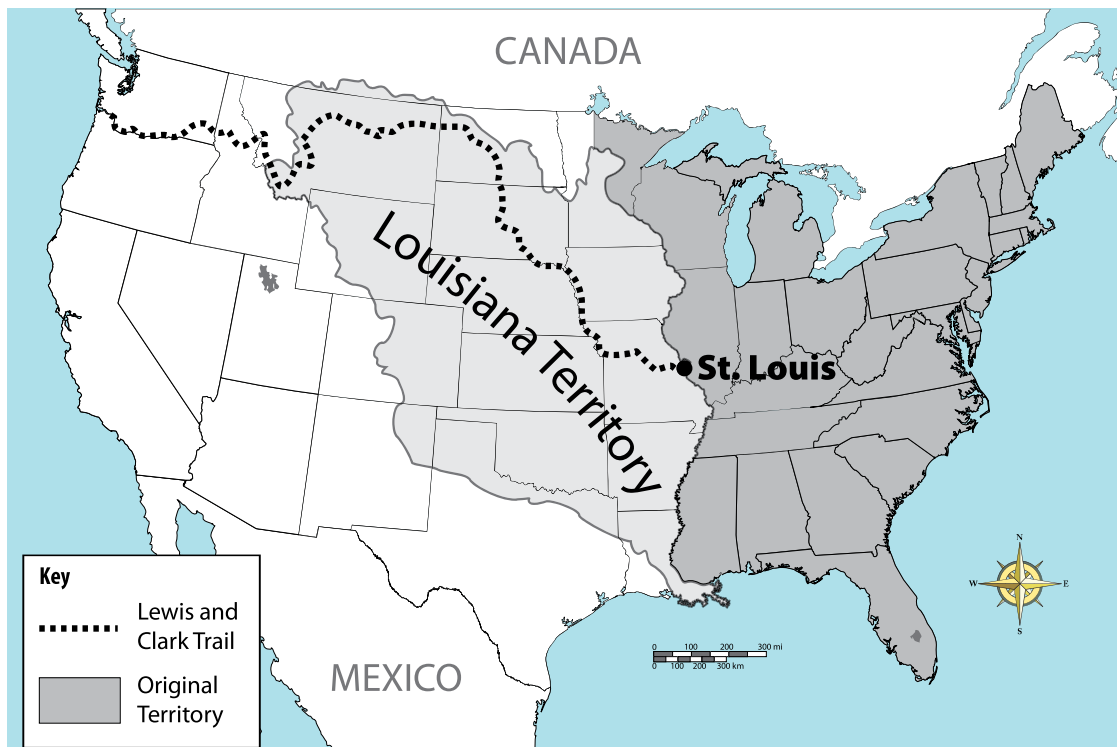 CANADA
Louisiana Territory
St. Louis
N
W E
S
Key
Lewis and
Clark Trail
Original
Territory
MEXICO
0 100 200 300 mi
0 100 200 300 km